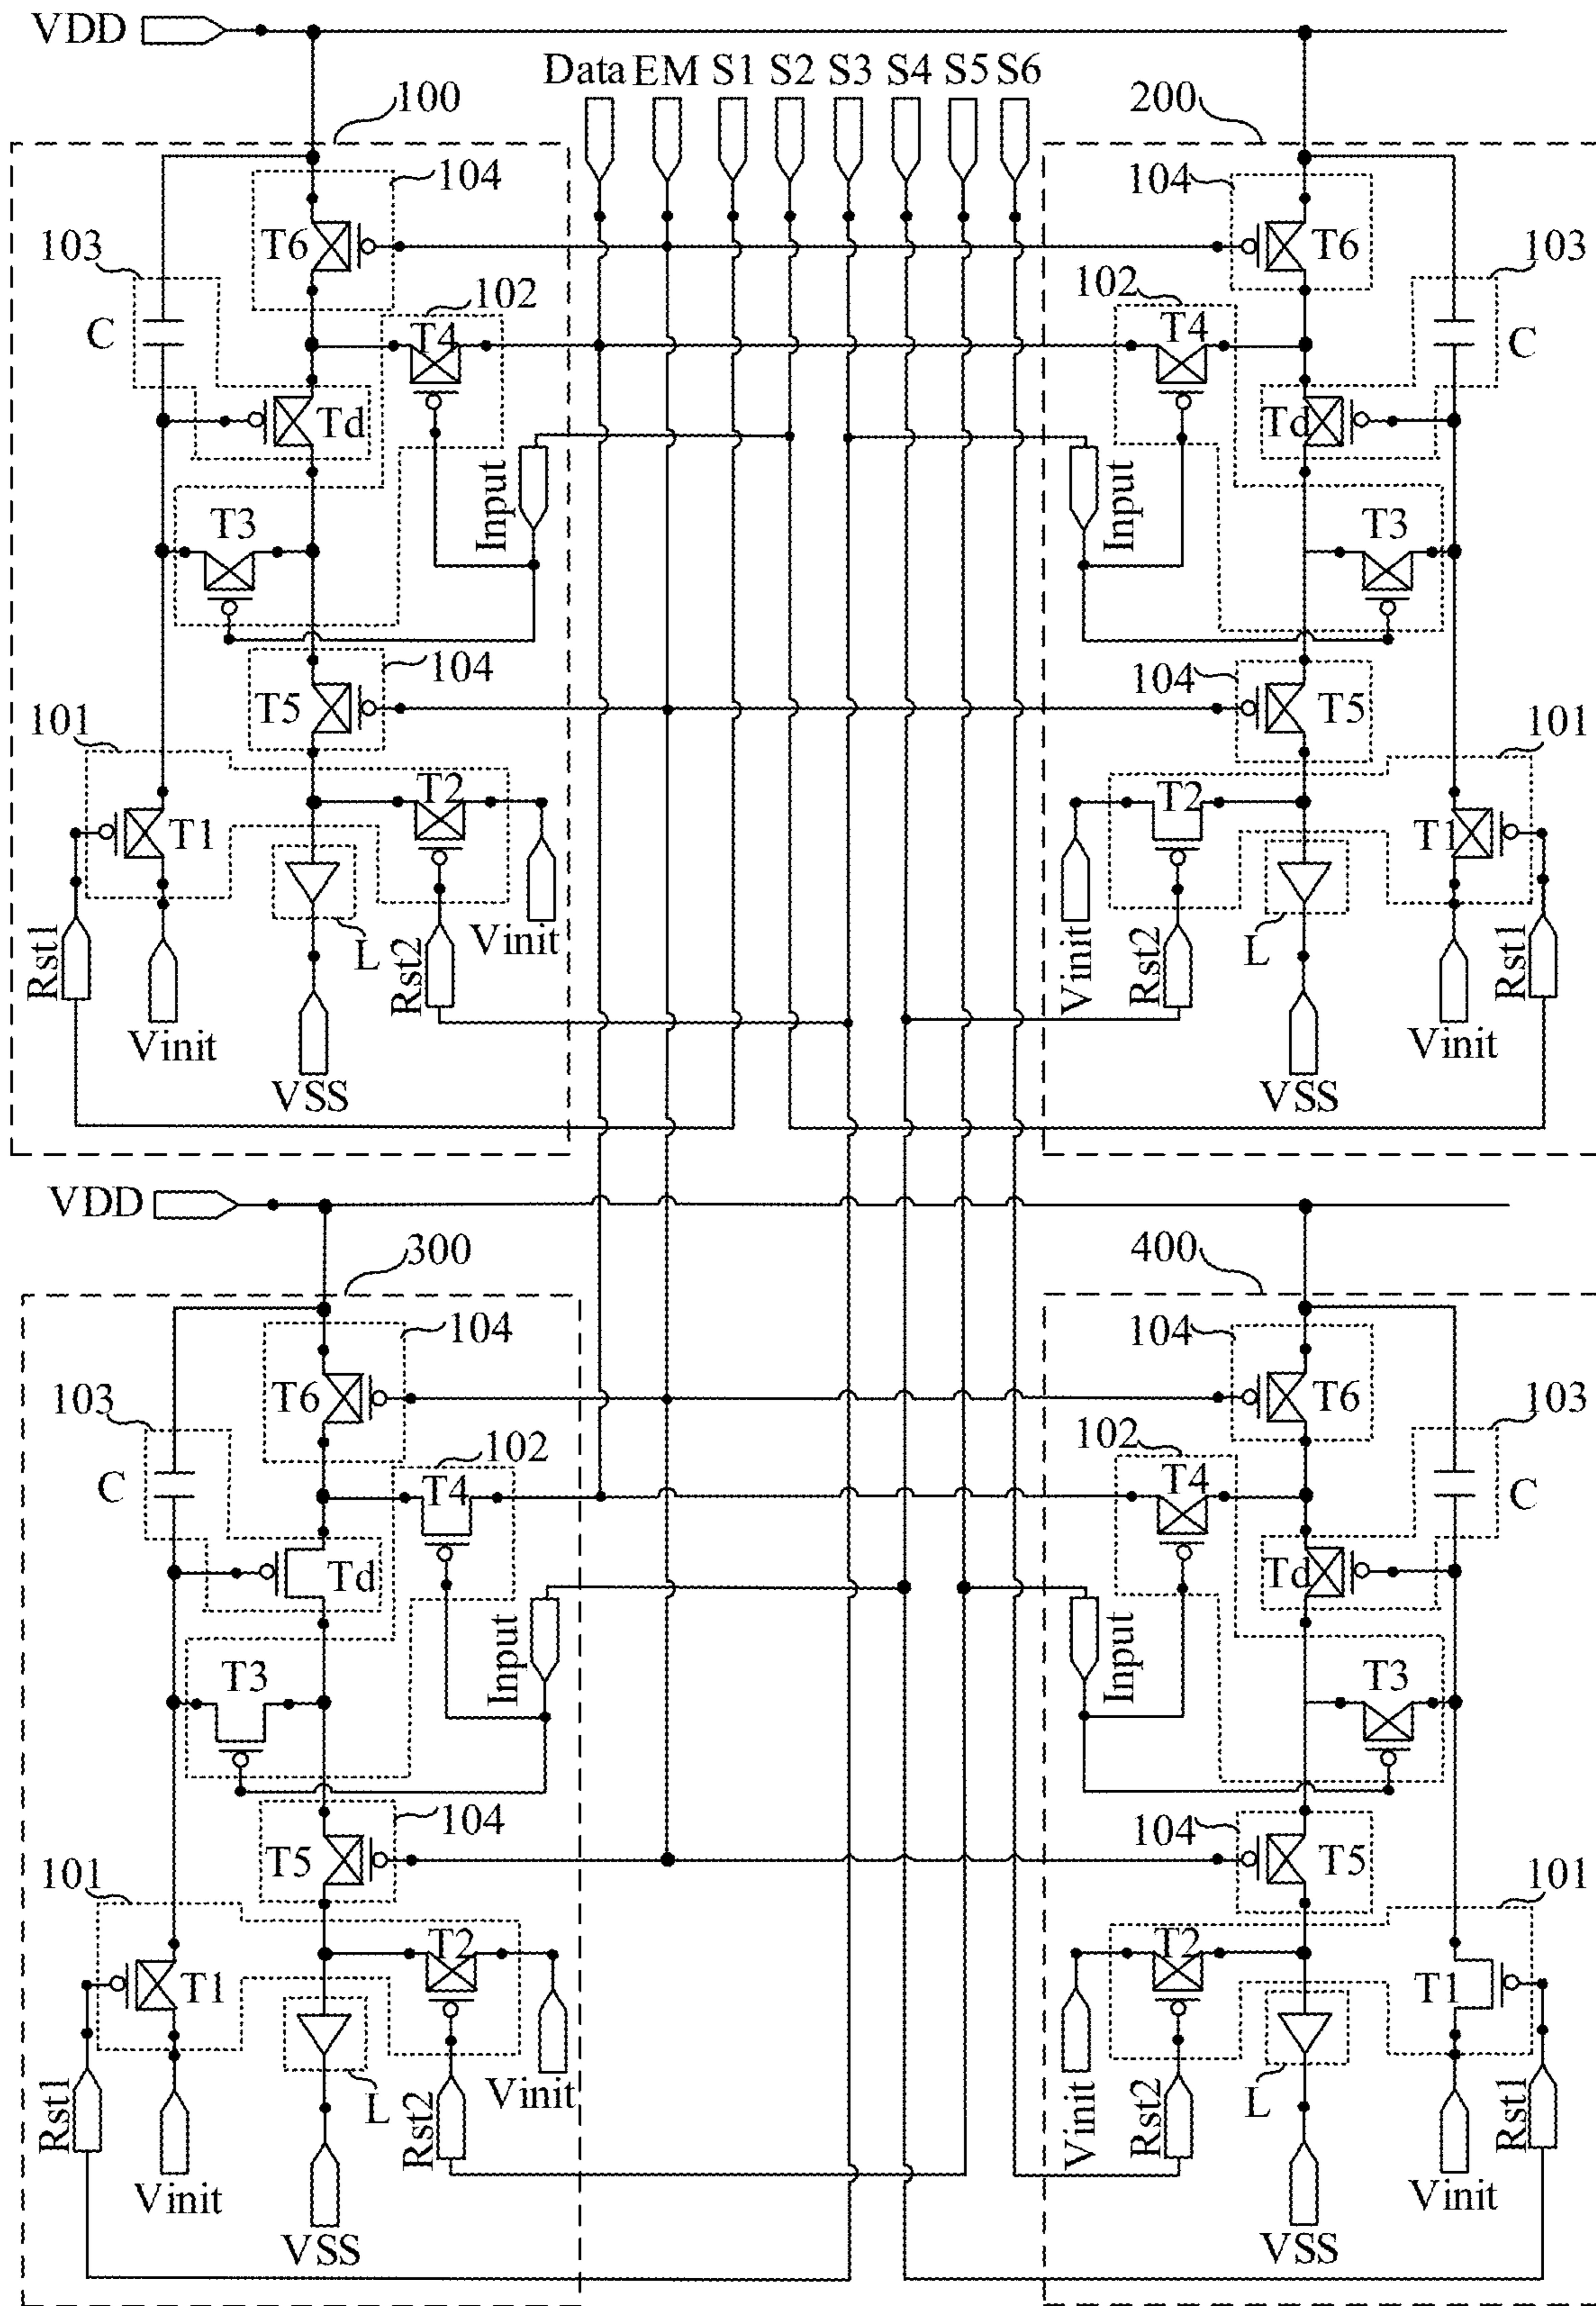 VDD
Data EM S1 S2 S3 S4 S5 S6
100
200
104
104
T6
T6
103
103
102
102
C
T4
T4
C
Td
Td
Input
Input
T3
T3
104
104
T5
T5
101
101
T2
T2
T1
T1
Rst1
Vinit
L
Rst2
Vinit
Vinit
Rst2
L
Vinit
Rst1
VSS
VSS
VDD
300
400
104
104
T6
T6
103
103
102
102
C
T4
T4
C
Td
Td
Input
Input
T3
T3
104
104
T5
T5
101
101
T2
T2
T1
T1
Rst1
Vinit
L
Rst2
Vinit
Vinit
Rst2
L
Vinit
Rst1
VSS
VSS